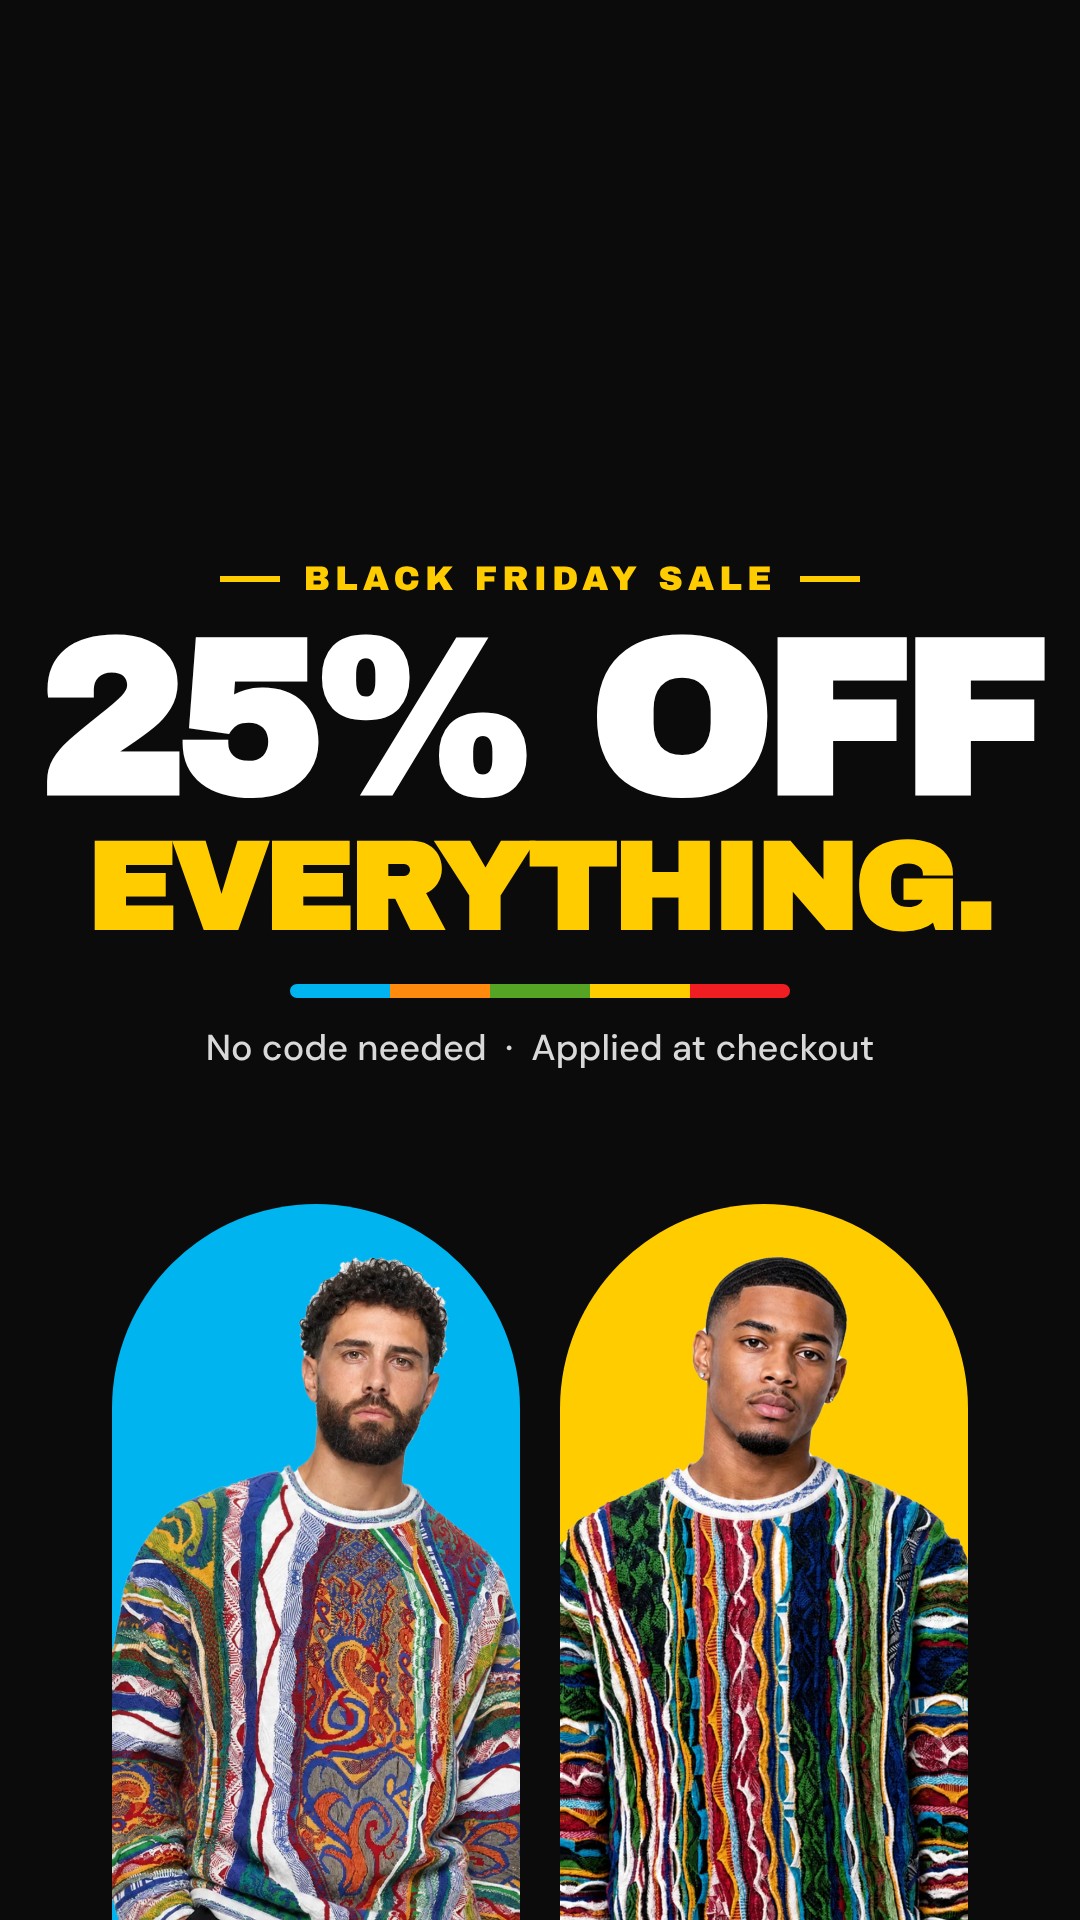 BLACK FRIDAY SALE
25% OFF
EVERYTHING.
No code needed · Applied at checkout